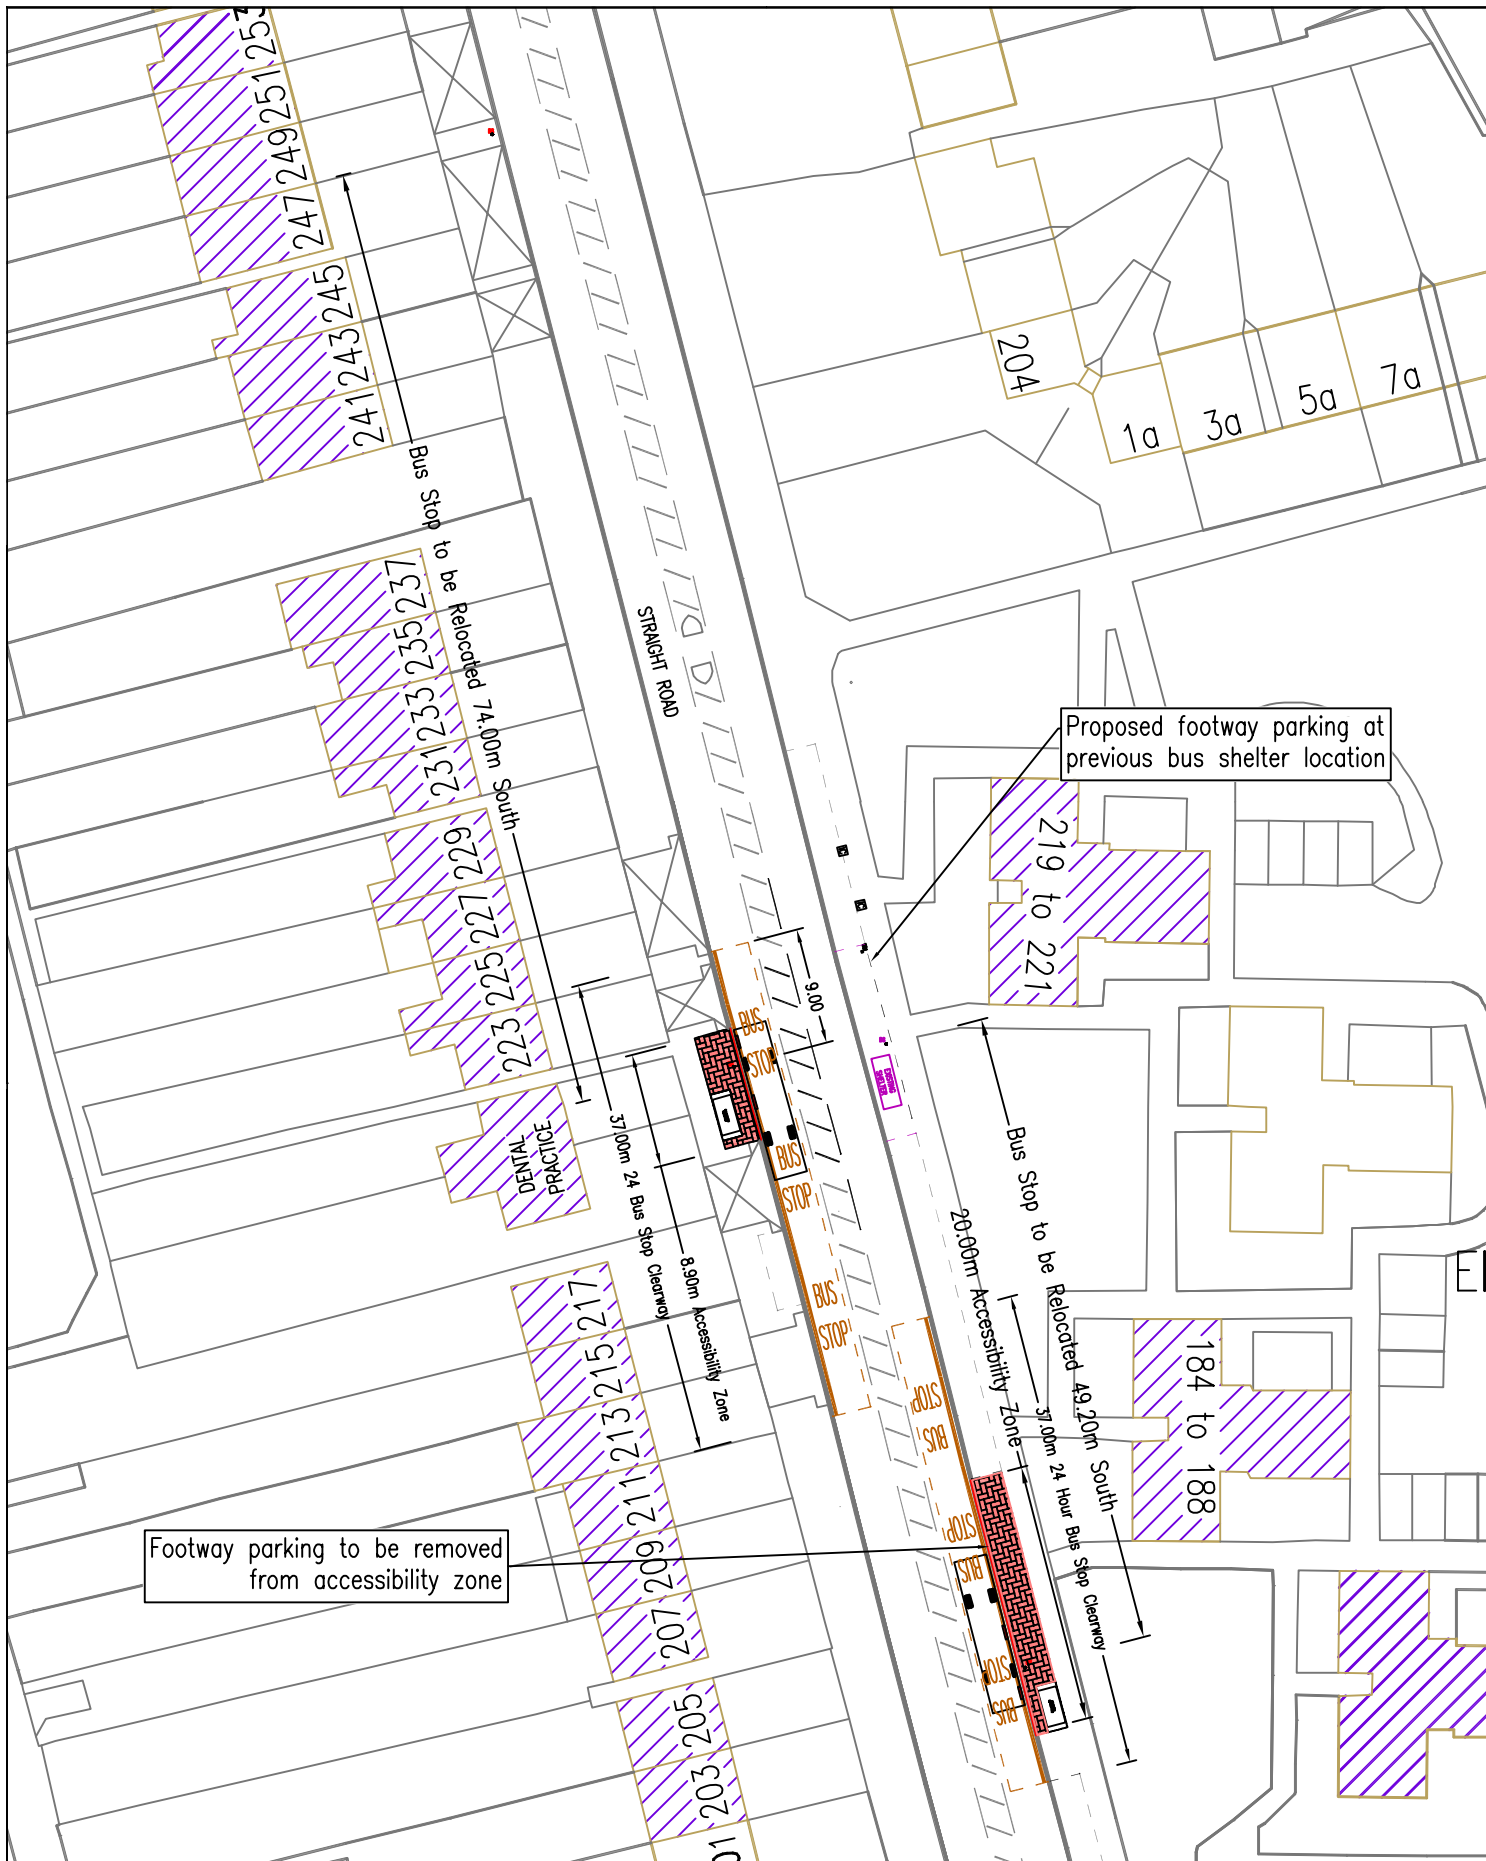 253
251
249
247
245
243
241
Bus Stop to be Relocated 74.00m South
237
235
233
231
229
227
225
223
DENTAL
PRACTICE
217
215
213
211
209
207
205
203
STRAIGHT ROAD
204
1a
3a
5a
7a
Proposed footway parking at
previous bus shelter location
219 to 221
9.00
BUS
STOP
BUS
STOP
BUS
STOP
EXISTING
SHELTER
37.00m 24 Bus Stop Clearway
8.90m Accessibility Zone
Bus Stop to be Relocated 49.20m South
20.00m Accessibility Zone
37.00m 24 Hour Bus Stop Clearway
184 to 188
STOP
BUS
STOP
BUS
STOP
BUS
Footway parking to be removed
from accessibility zone